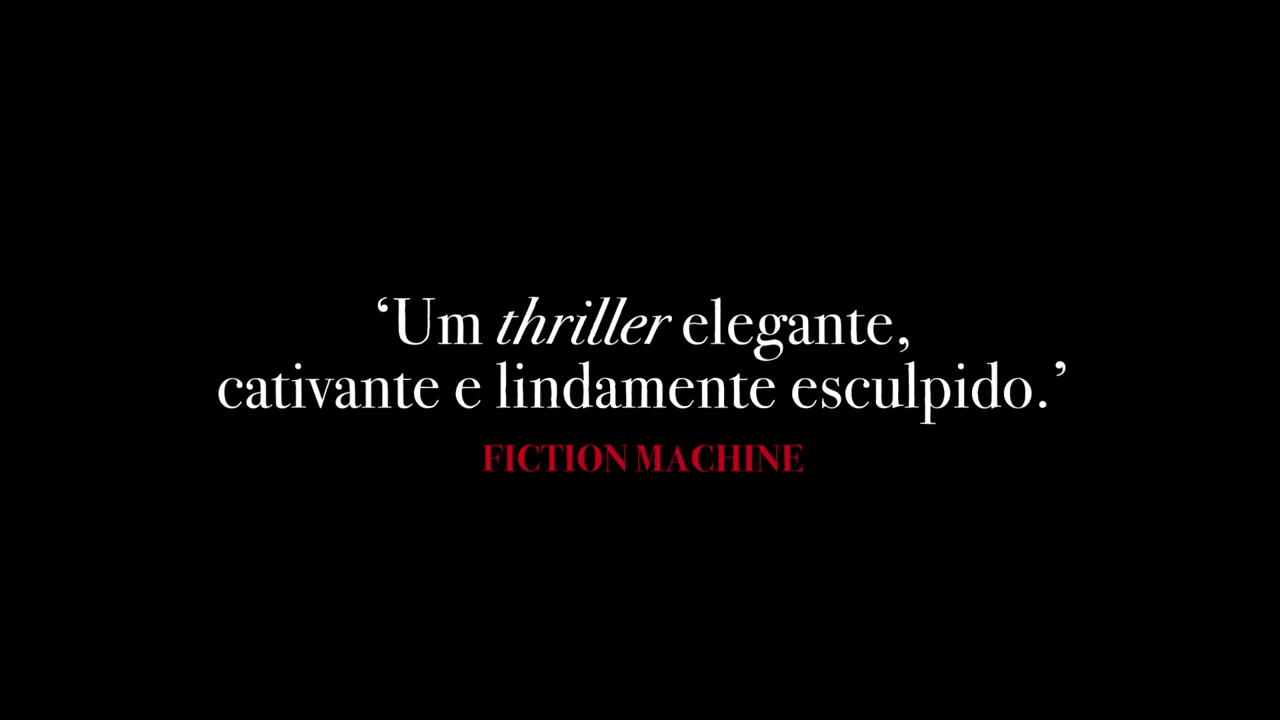 ‘Um thriller elegante,
cativante e lindamente esculpido.’
FICTION MACHINE